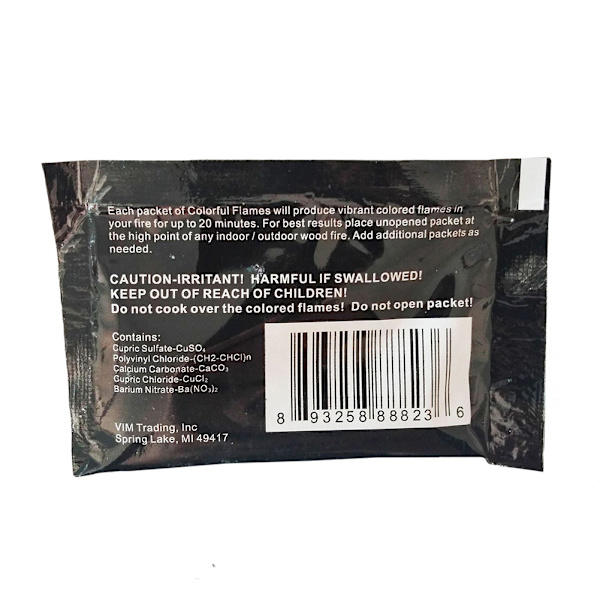 Each packet of Colorful Flames will produce vibrant colored flames in
your fire for up to 20 minutes. For best results place unopened packet at
the high point of any indoor / outdoor wood fire. Add additional packets as
needed.
CAUTION-IRRITANT! HARMFUL IF SWALLOWED!
KEEP OUT OF REACH OF CHILDREN!
Do not cook over the colored flames! Do not open packet!
Contains:
Cupric Sulfate-CuSO₄
Polyvinyl Chloride-(CH2-CHCl)n
Calcium Carbonate-CaCO₃
Cupric Chloride-CuCl₂
Barium Nitrate-Ba(NO₃)₂
8 93258 88823 6
VIM Trading, Inc
Spring Lake, MI 49417